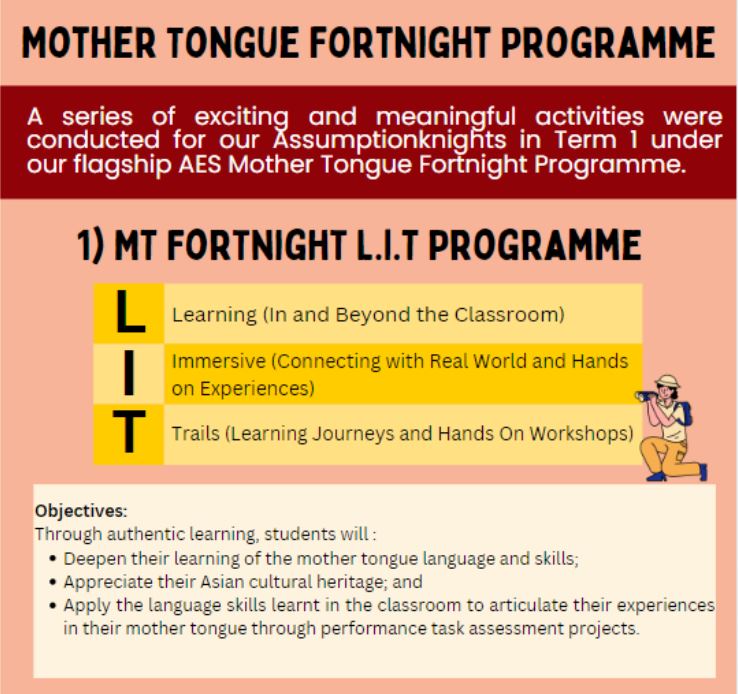 MOTHER TONGUE FORTNIGHT PROGRAMME
A series of exciting and meaningful activities were
conducted for our Assumptionknights in Term 1 under
our flagship AES Mother Tongue Fortnight Programme.
1) MT FORTNIGHT L.I.T PROGRAMME
L Learning (In and Beyond the Classroom)
I Immersive (Connecting with Real World and Hands
on Experiences)
T Trails (Learning Journeys and Hands On Workshops)
Objectives:
Through authentic learning, students will :
• Deepen their learning of the mother tongue language and skills;
• Appreciate their Asian cultural heritage; and
• Apply the language skills learnt in the classroom to articulate their experiences
in their mother tongue through performance task assessment projects.